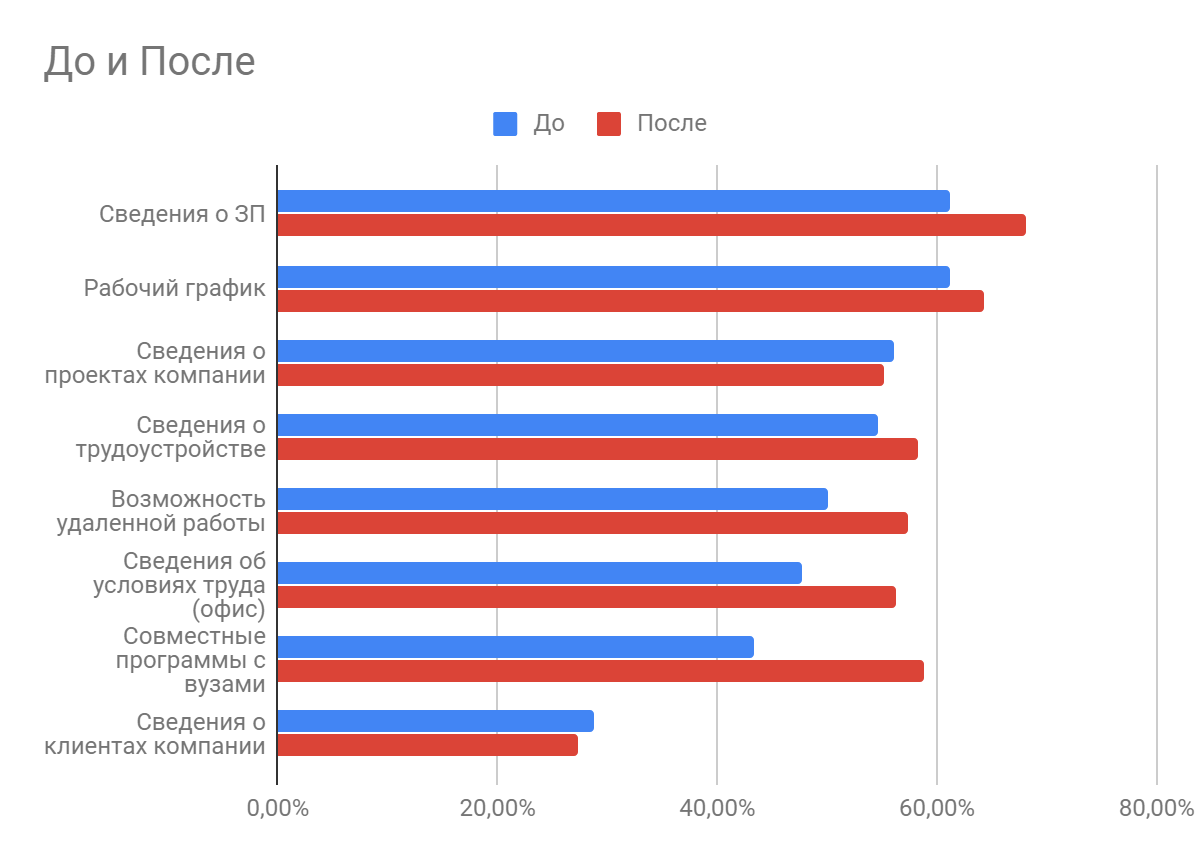 До и После
До
После
Сведения о ЗП
Рабочий график
Сведения о
проектах компании
Сведения о
трудоустройстве
Возможность
удаленной работы
Сведения об
условиях труда
(офис)
Совместные
программы с
вузами
Сведения о
клиентах компании
0,00%
20,00%
40,00%
60,00%
80,00%